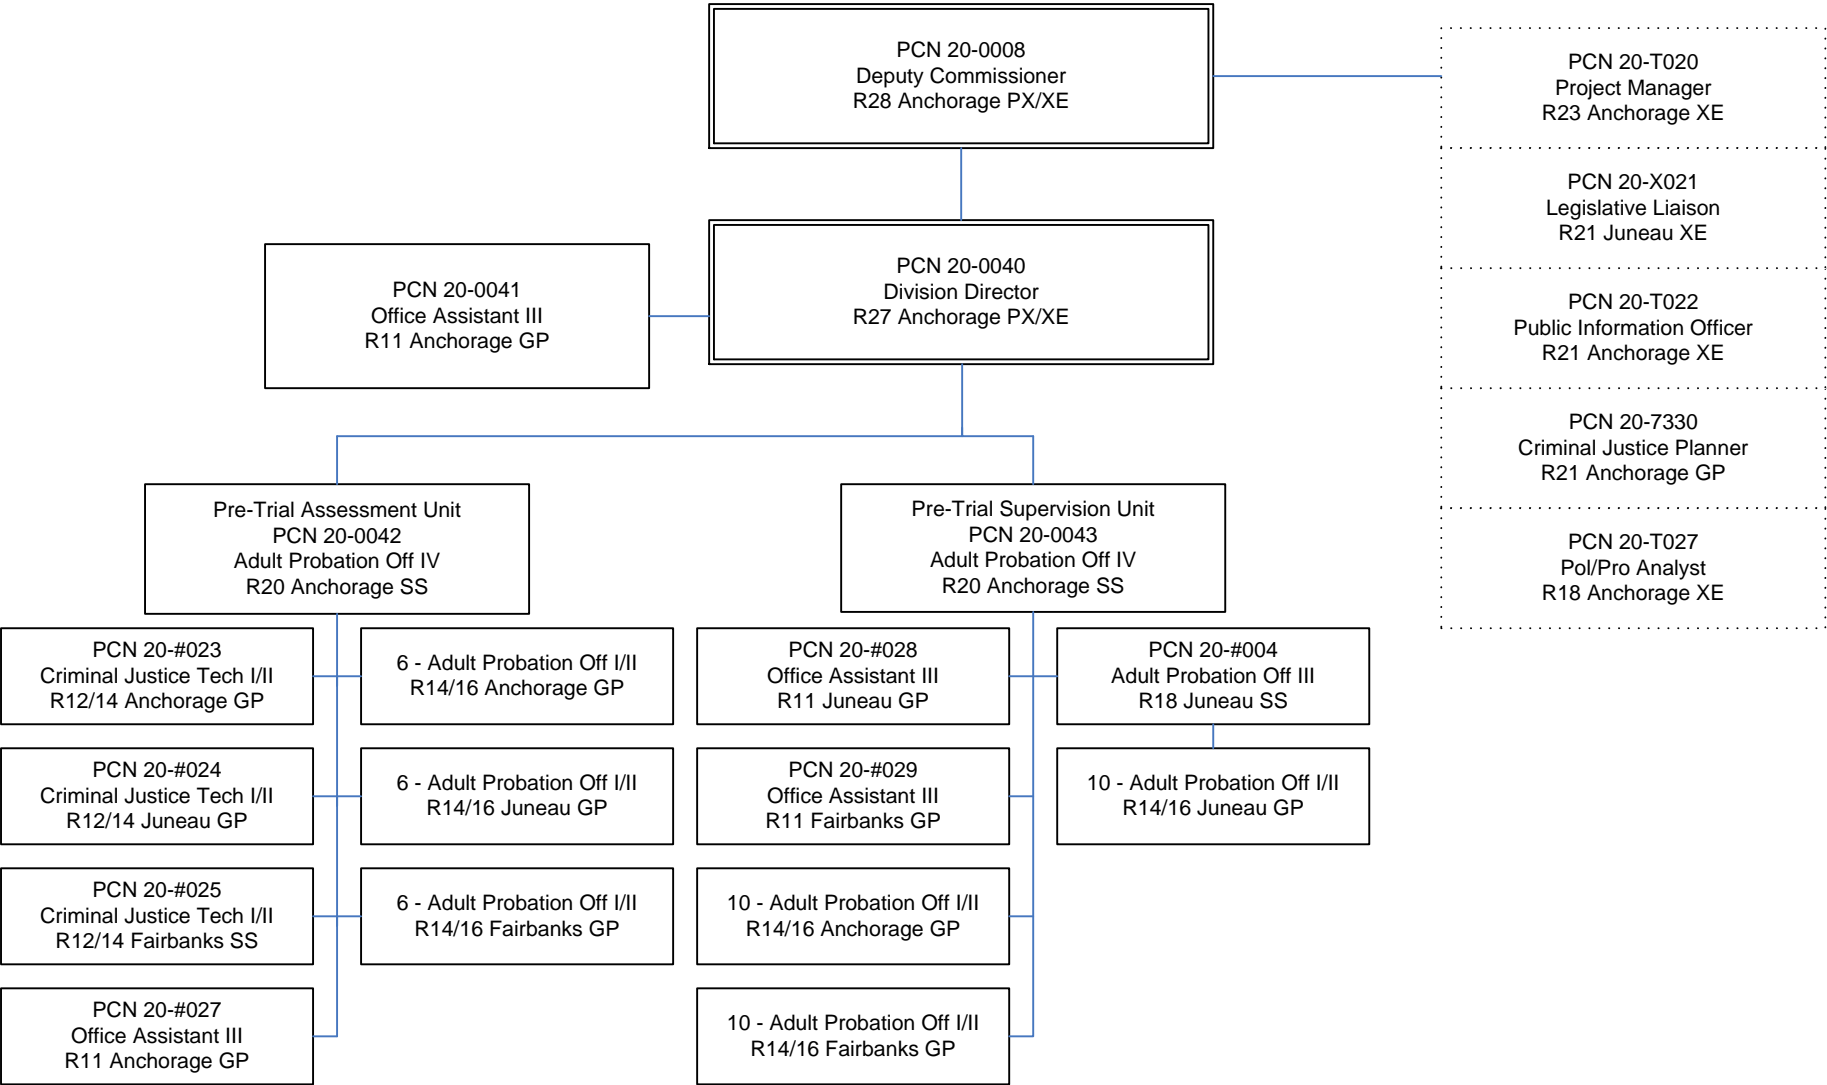 PCN 20-0008
Deputy Commissioner
R28 Anchorage PX/XE
PCN 20-T020
Project Manager
R23 Anchorage XE
PCN 20-X021
Legislative Liaison
R21 Juneau XE
PCN 20-T022
Public Information Officer
R21 Anchorage XE
PCN 20-7330
Criminal Justice Planner
R21 Anchorage GP
PCN 20-T027
Pol/Pro Analyst
R18 Anchorage XE
PCN 20-0040
Division Director
R27 Anchorage PX/XE
PCN 20-0041
Office Assistant III
R11 Anchorage GP
Pre-Trial Assessment Unit
PCN 20-0042
Adult Probation Off IV
R20 Anchorage SS
PCN 20-#023
Criminal Justice Tech I/II
R12/14 Anchorage GP
6 - Adult Probation Off I/II
R14/16 Anchorage GP
PCN 20-#024
Criminal Justice Tech I/II
R12/14 Juneau GP
6 - Adult Probation Off I/II
R14/16 Juneau GP
PCN 20-#025
Criminal Justice Tech I/II
R12/14 Fairbanks SS
6 - Adult Probation Off I/II
R14/16 Fairbanks GP
PCN 20-#027
Office Assistant III
R11 Anchorage GP
Pre-Trial Supervision Unit
PCN 20-0043
Adult Probation Off IV
R20 Anchorage SS
PCN 20-#028
Office Assistant III
R11 Juneau GP
PCN 20-#004
Adult Probation Off III
R18 Juneau SS
PCN 20-#029
Office Assistant III
R11 Fairbanks GP
10 - Adult Probation Off I/II
R14/16 Juneau GP
10 - Adult Probation Off I/II
R14/16 Anchorage GP
10 - Adult Probation Off I/II
R14/16 Fairbanks GP